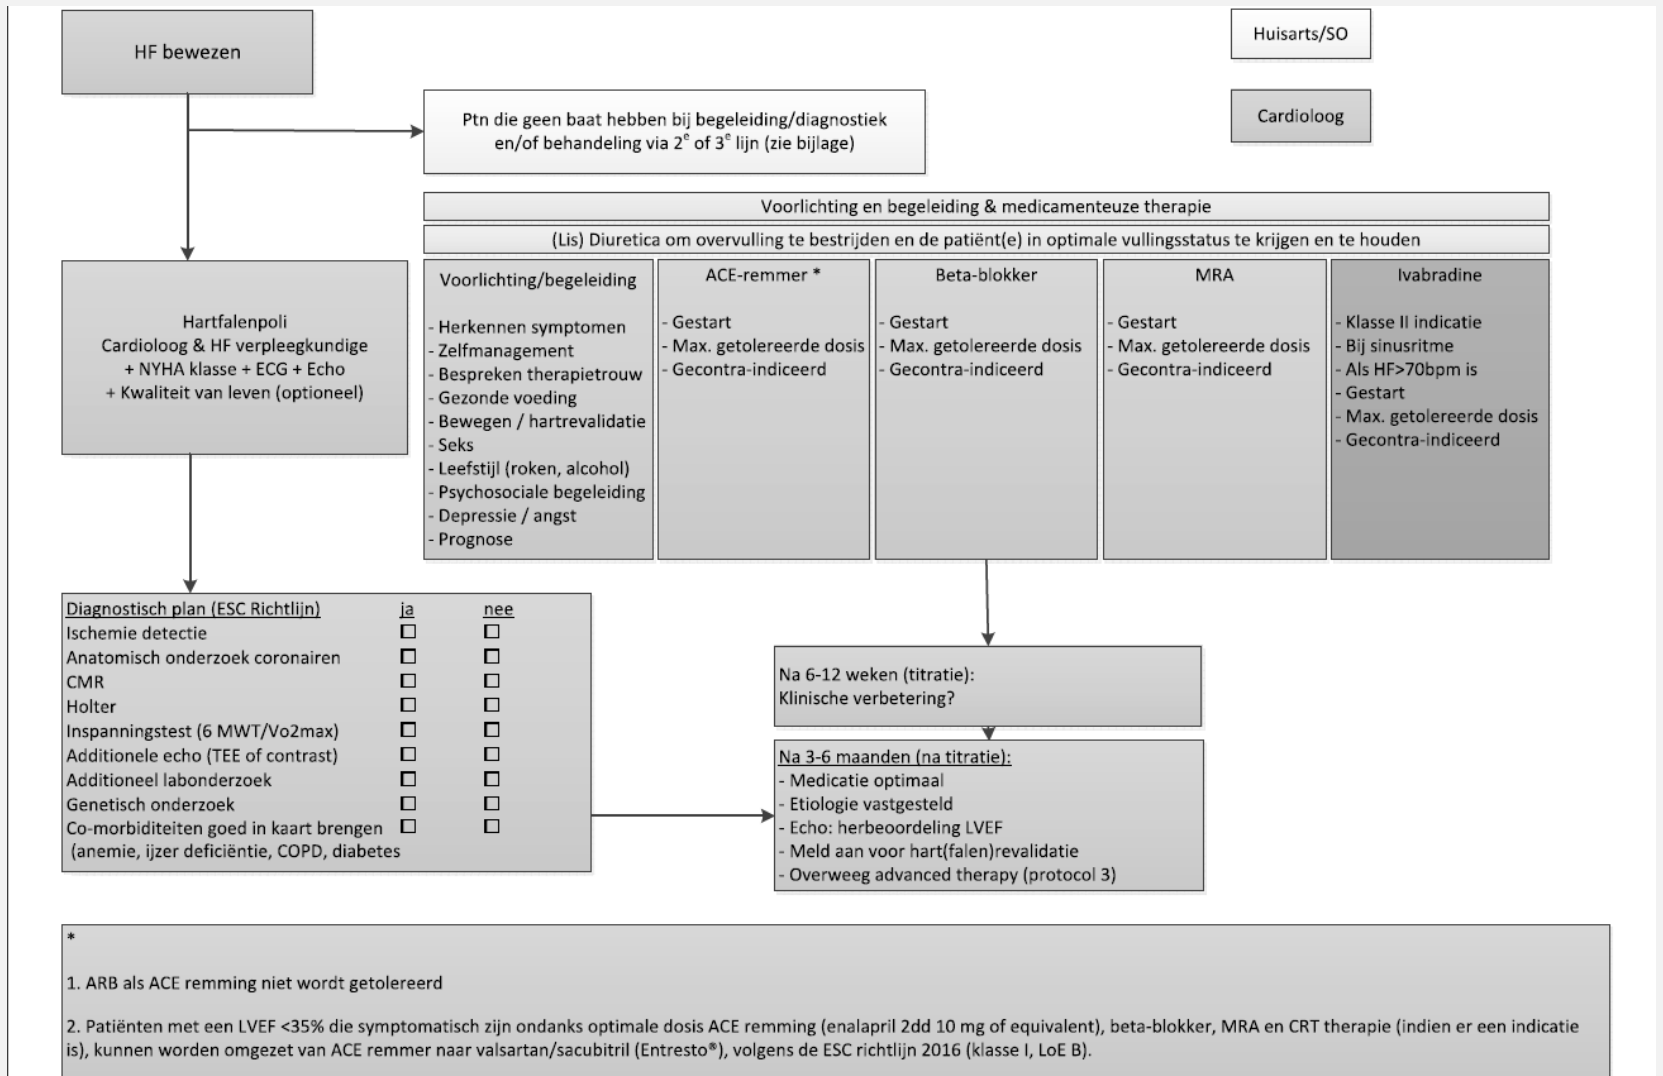 HF bewezen
Huisarts/SO
Cardioloog
Ptn die geen baat hebben bij begeleiding/diagnostiek
en/of behandeling via 2e of 3e lijn (zie bijlage)
Voorlichting en begeleiding & medicamenteuze therapie
(Lis) Diuretica om overvulling te bestrijden en de patiënt(e) in optimale vullingsstatus te krijgen en te houden
Hartfalenpoli
Cardioloog & HF verpleegkundige
+ NYHA klasse + ECG + Echo
+ Kwaliteit van leven (optioneel)
Voorlichting/begeleiding
- Herkennen symptomen
- Zelfmanagement
- Bespreken therapietrouw
- Gezonde voeding
- Bewegen / hartrevalidatie
- Seks
- Leefstijl (roken, alcohol)
- Psychosociale begeleiding
- Depressie / angst
- Prognose
ACE-remmer *
- Gestart
- Max. getolereerde dosis
- Gecontra-indiceerd
Beta-blokker
- Gestart
- Max. getolereerde dosis
- Gecontra-indiceerd
MRA
- Gestart
- Max. getolereerde dosis
- Gecontra-indiceerd
Ivabradine
- Klasse II indicatie
- Bij sinusritme
- Als HF>70bpm is
- Gestart
- Max. getolereerde dosis
- Gecontra-indiceerd
Diagnostisch plan (ESC Richtlijn) ja nee
Ischemie detectie ☐ ☐
Anatomisch onderzoek coronairen ☐ ☐
CMR ☐ ☐
Holter ☐ ☐
Inspanningstest (6 MWT/Vo2max) ☐ ☐
Additionele echo (TEE of contrast) ☐ ☐
Additioneel labonderzoek ☐ ☐
Genetisch onderzoek ☐ ☐
Co-morbiditeiten goed in kaart brengen ☐ ☐
(anemie, ijzer deficiëntie, COPD, diabetes
Na 6-12 weken (titratie):
Klinische verbetering?
Na 3-6 maanden (na titratie):
- Medicatie optimaal
- Etiologie vastgesteld
- Echo: herbeoordeling LVEF
- Meld aan voor hart(falen)revalidatie
- Overweeg advanced therapy (protocol 3)
*
1. ARB als ACE remming niet wordt getolereerd
2. Patiënten met een LVEF <35% die symptomatisch zijn ondanks optimale dosis ACE remming (enalapril 2dd 10 mg of equivalent), beta-blokker, MRA en CRT therapie (indien er een indicatie
is), kunnen worden omgezet van ACE remmer naar valsartan/sacubitril (Entresto®), volgens de ESC richtlijn 2016 (klasse I, LoE B).